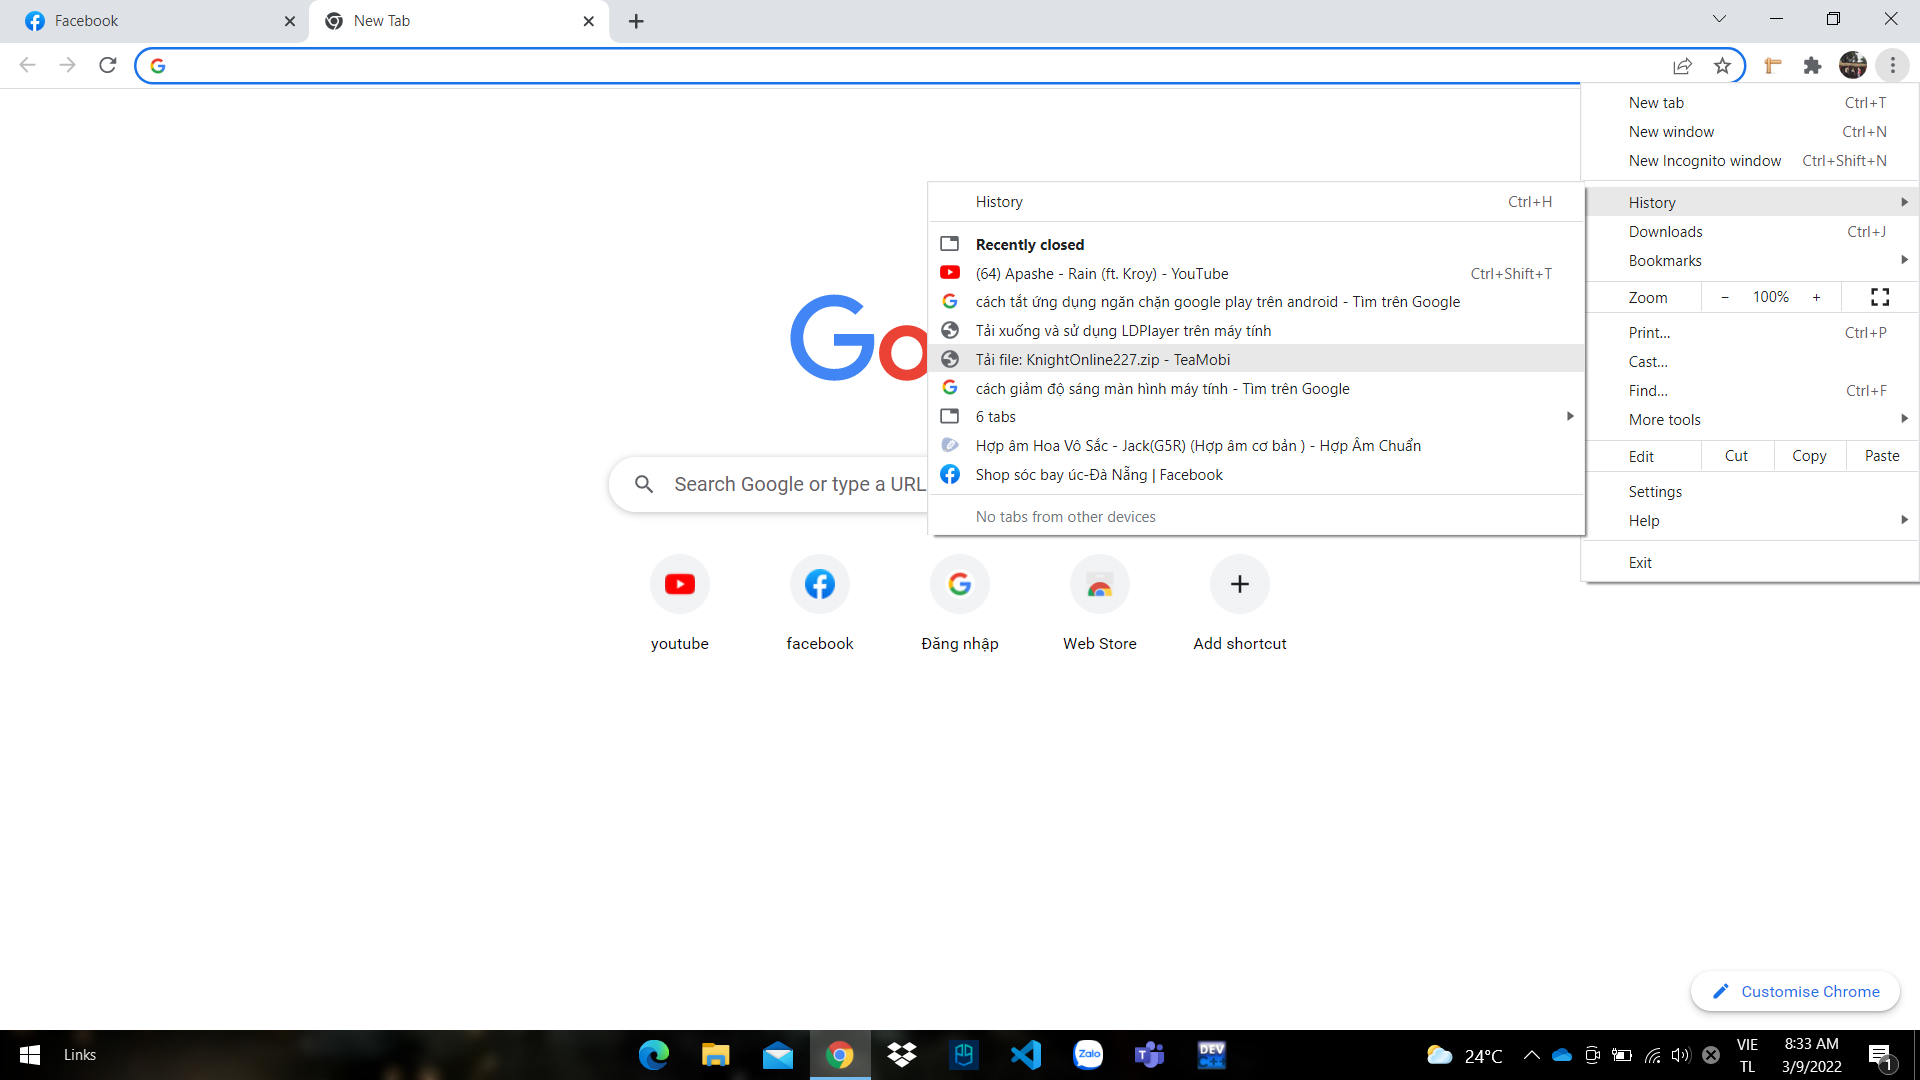 Facebook
New Tab
New tab Ctrl+T
New window Ctrl+N
New Incognito window Ctrl+Shift+N
History
Downloads Ctrl+J
Bookmarks
Zoom - 100% +
Print... Ctrl+P
Cast...
Find... Ctrl+F
More tools
Edit Cut Copy Paste
Settings
Help
Exit
History Ctrl+H
Recently closed
(64) Apashe - Rain (ft. Kroy) - YouTube Ctrl+Shift+T
cách tắt ứng dụng ngăn chặn google play trên android - Tìm trên Google
Tải xuống và sử dụng LDPlayer trên máy tính
Tải file: KnightOnline227.zip - TeaMobi
cách giảm độ sáng màn hình máy tính - Tìm trên Google
6 tabs
Hợp âm Hoa Vô Sắc - Jack(G5R) (Hợp âm cơ bản ) - Hợp Âm Chuẩn
Shop sóc bay úc-Đà Nẵng | Facebook
No tabs from other devices
Go
Search Google or type a URL
youtube
facebook
Đăng nhập
Web Store
Add shortcut
Customise Chrome
Links
Zalo
DEV
C++
24°C
VIE
TL
8:33 AM
3/9/2022
1